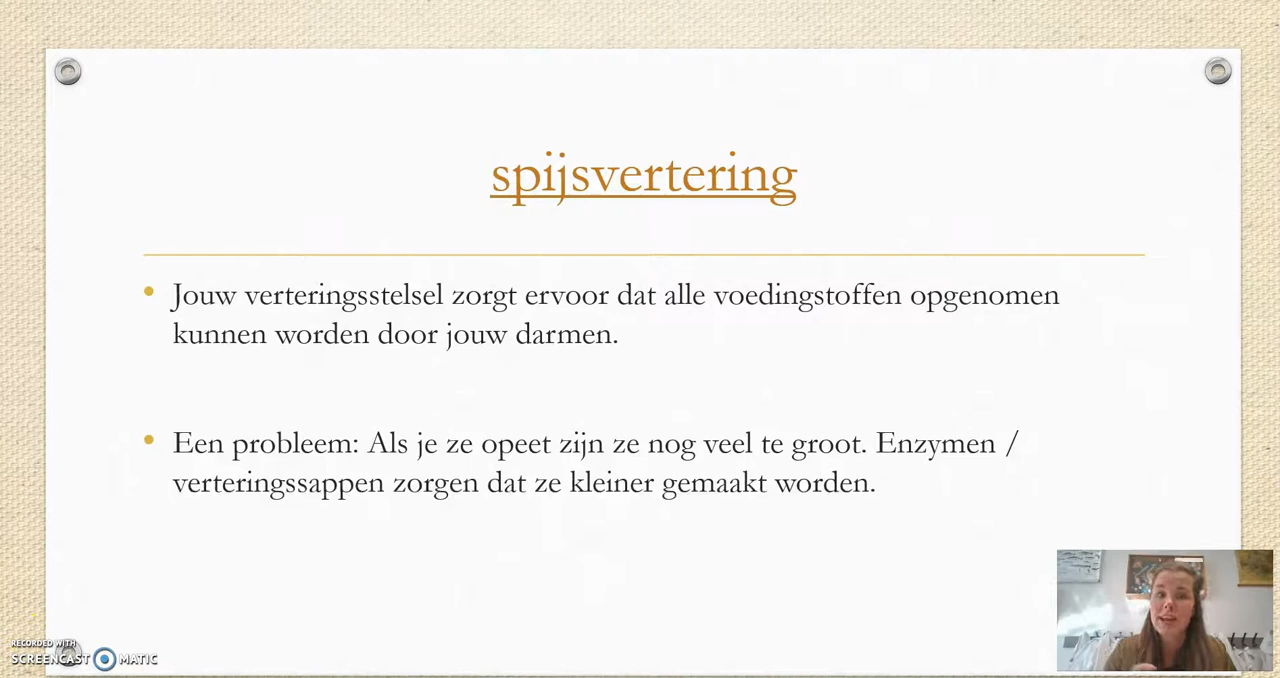 spijsvertering
• Jouw verteringsstelsel zorgt ervoor dat alle voedingstoffen opgenomen
kunnen worden door jouw darmen.
• Een probleem: Als je ze opeet zijn ze nog veel te groot. Enzymen /
verteringssappen zorgen dat ze kleiner gemaakt worden.
RECORDED WITH
SCREENCAST MATIC